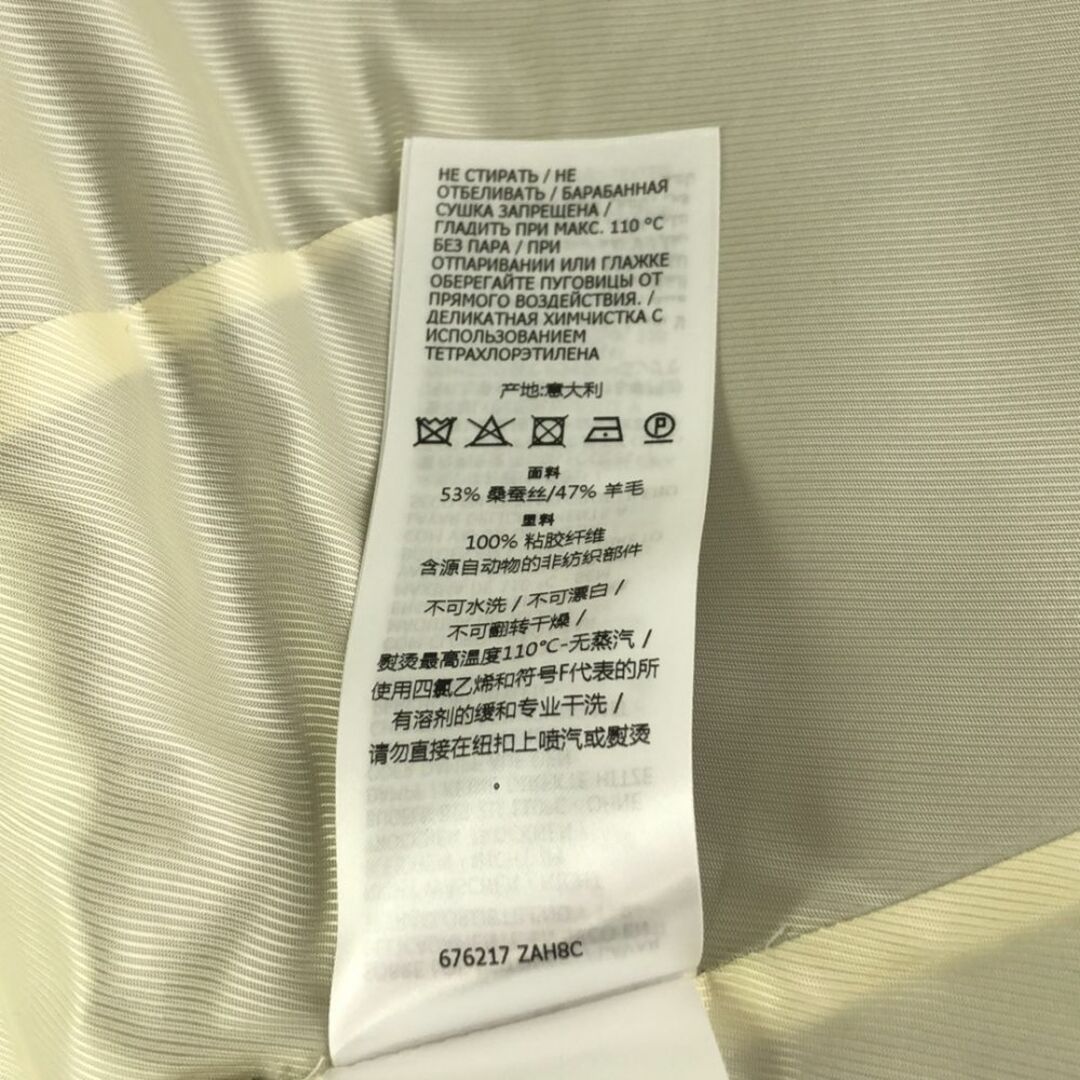 НЕ СТИРАТЬ / НЕ
ОТБЕЛИВАТЬ / БАРАБАННАЯ
СУШКА ЗАПРЕЩЕНА /
ГЛАДИТЬ ПРИ МАКС. 110 °C
БЕЗ ПАРА / ПРИ
ОТПАРИВАНИИ ИЛИ ГЛАЖКЕ
ОБЕРЕГАЙТЕ ПУГОВИЦЫ ОТ
ПРЯМОГО ВОЗДЕЙСТВИЯ. /
ДЕЛИКАТНАЯ ХИМЧИСТКА С
ИСПОЛЬЗОВАНИЕМ
ТЕТРАХЛОРЭТИЛЕНА
产地:意大利
P
面料
53% 桑蚕丝/47% 羊毛
里料
100% 粘胶纤维
含源自动物的非纺织部件
不可水洗 / 不可漂白 /
不可翻转干燥 /
熨烫最高温度110°C-无蒸汽 /
使用四氯乙烯和符号F代表的所
有溶剂的缓和专业干洗 /
请勿直接在纽扣上喷汽或熨烫
676217 ZAH8C